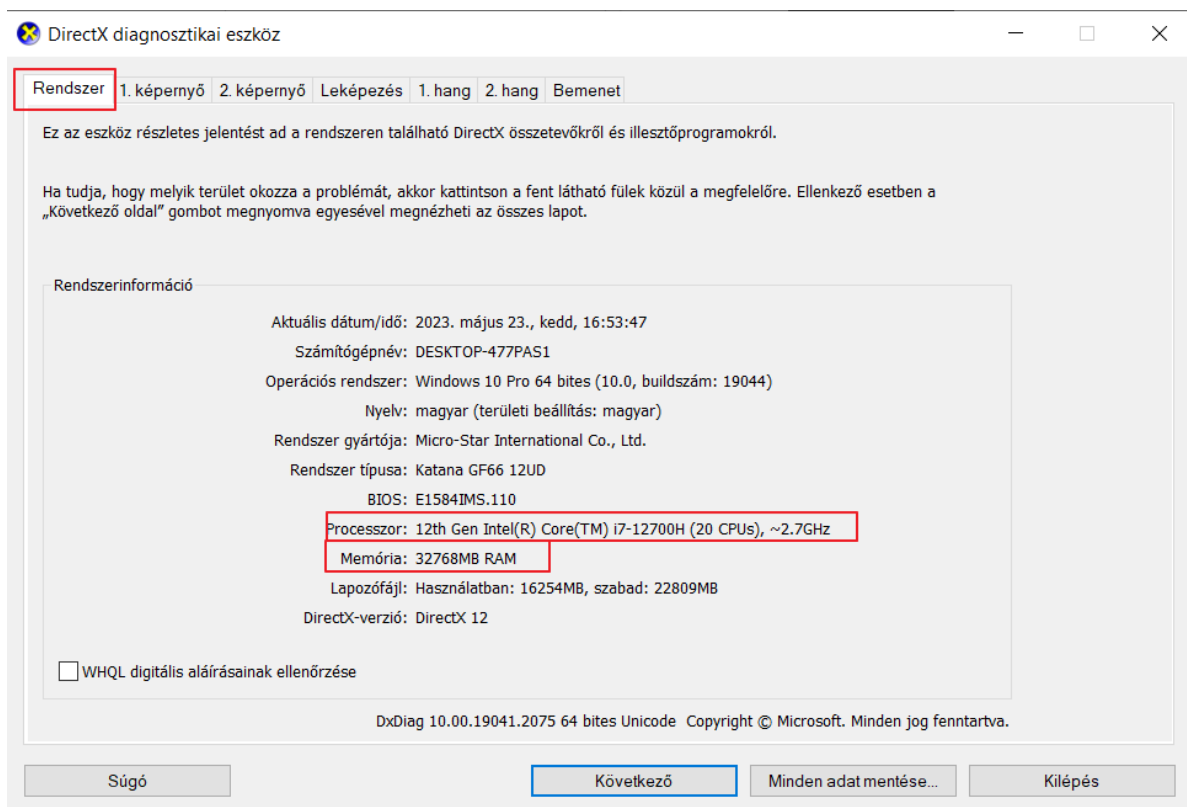 DirectX diagnosztikai eszköz
Rendszer 1. képernyő 2. képernyő Leképezés 1. hang 2. hang Bemenet
Ez az eszköz részletes jelentést ad a rendszeren található DirectX összetevőkről és illesztőprogramokról.
Ha tudja, hogy melyik terület okozza a problémát, akkor kattintson a fent látható fülek közül a megfelelőre. Ellenkező esetben a
„Következő oldal” gombot megnyomva egyesével megnézheti az összes lapot.
Rendszerinformáció
Aktuális dátum/idő: 2023. május 23., kedd, 16:53:47
Számítógépnév: DESKTOP-477PAS1
Operációs rendszer: Windows 10 Pro 64 bites (10.0, buildszám: 19044)
Nyelv: magyar (területi beállítás: magyar)
Rendszer gyártója: Micro-Star International Co., Ltd.
Rendszer típusa: Katana GF66 12UD
BIOS: E1584IMS.110
Processzor: 12th Gen Intel(R) Core(TM) i7-12700H (20 CPUs), ~2.7GHz
Memória: 32768MB RAM
Lapozófájl: Használatban: 16254MB, szabad: 22809MB
DirectX-verzió: DirectX 12
WHQL digitális aláírásainak ellenőrzése
DxDiag 10.00.19041.2075 64 bites Unicode Copyright © Microsoft. Minden jog fenntartva.
Súgó Következő Minden adat mentése... Kilépés